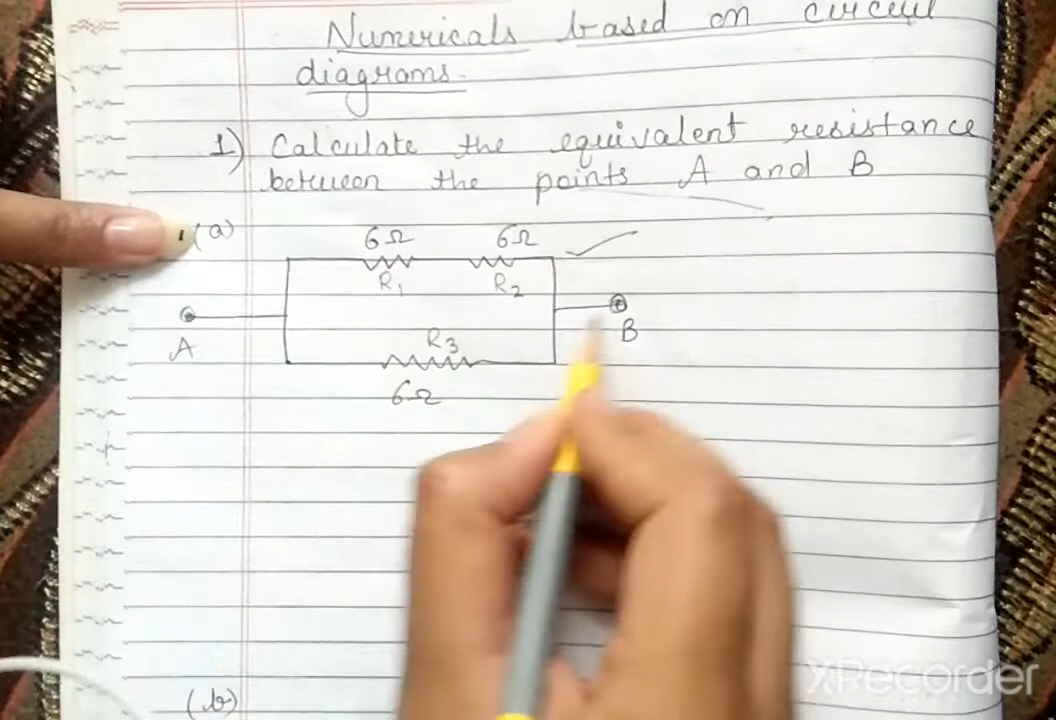 Numericals based on circuit
diagrams.
1) Calculate the equivalent resistance
between the points A and B
(a)
6Ω 6Ω
R1 R2
A
B
R3
6Ω
(b)
XRecorder